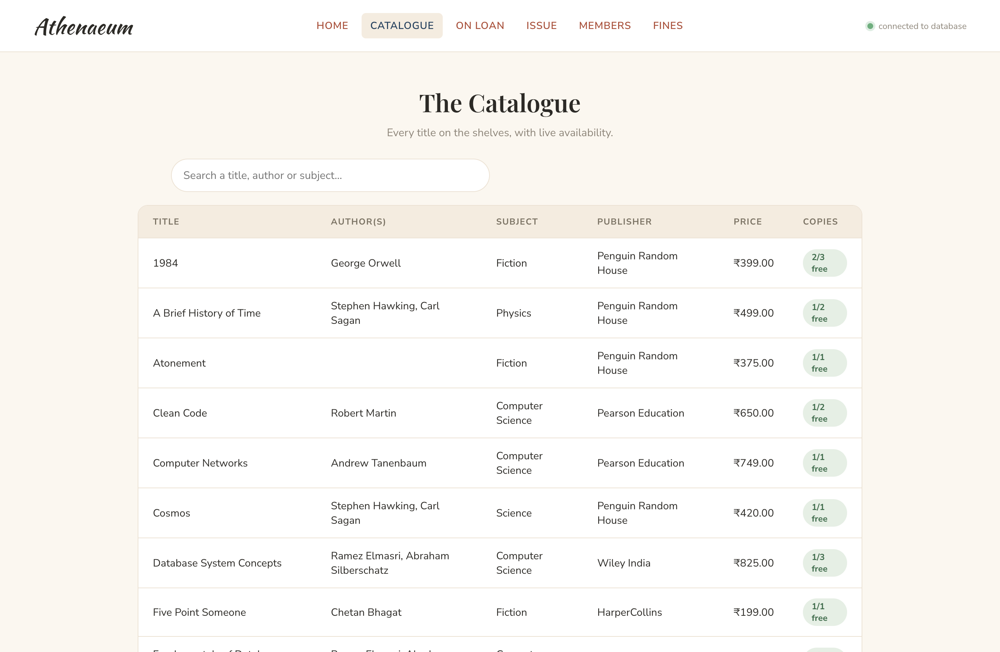 Athenaeum
HOME CATALOGUE ON LOAN ISSUE MEMBERS FINES
connected to database
The Catalogue
Every title on the shelves, with live availability.
Search a title, author or subject...
TITLE AUTHOR(S) SUBJECT PUBLISHER PRICE COPIES
1984 George Orwell Fiction Penguin Random House ₹399.00 2/3 free
A Brief History of Time Stephen Hawking, Carl Sagan Physics Penguin Random House ₹499.00 1/2 free
Atonement Fiction Penguin Random House ₹375.00 1/1 free
Clean Code Robert Martin Computer Science Pearson Education ₹650.00 1/2 free
Computer Networks Andrew Tanenbaum Computer Science Pearson Education ₹749.00 1/1 free
Cosmos Stephen Hawking, Carl Sagan Science Penguin Random House ₹420.00 1/1 free
Database System Concepts Ramez Elmasri, Abraham Silberschatz Computer Science Wiley India ₹825.00 1/3 free
Five Point Someone Chetan Bhagat Fiction HarperCollins ₹199.00 1/1 free